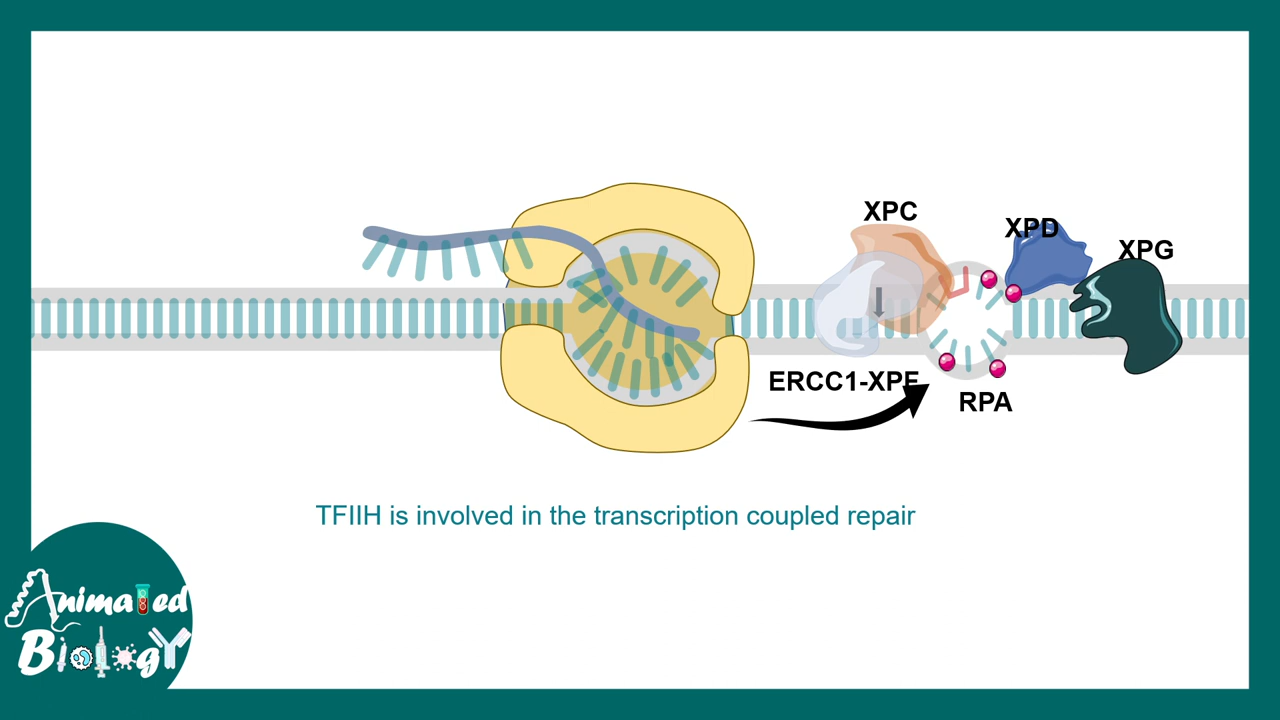 XPC
XPD
XPG
ERCC1-XPF
RPA
TFIIH is involved in the transcription coupled repair
Animated
Biology